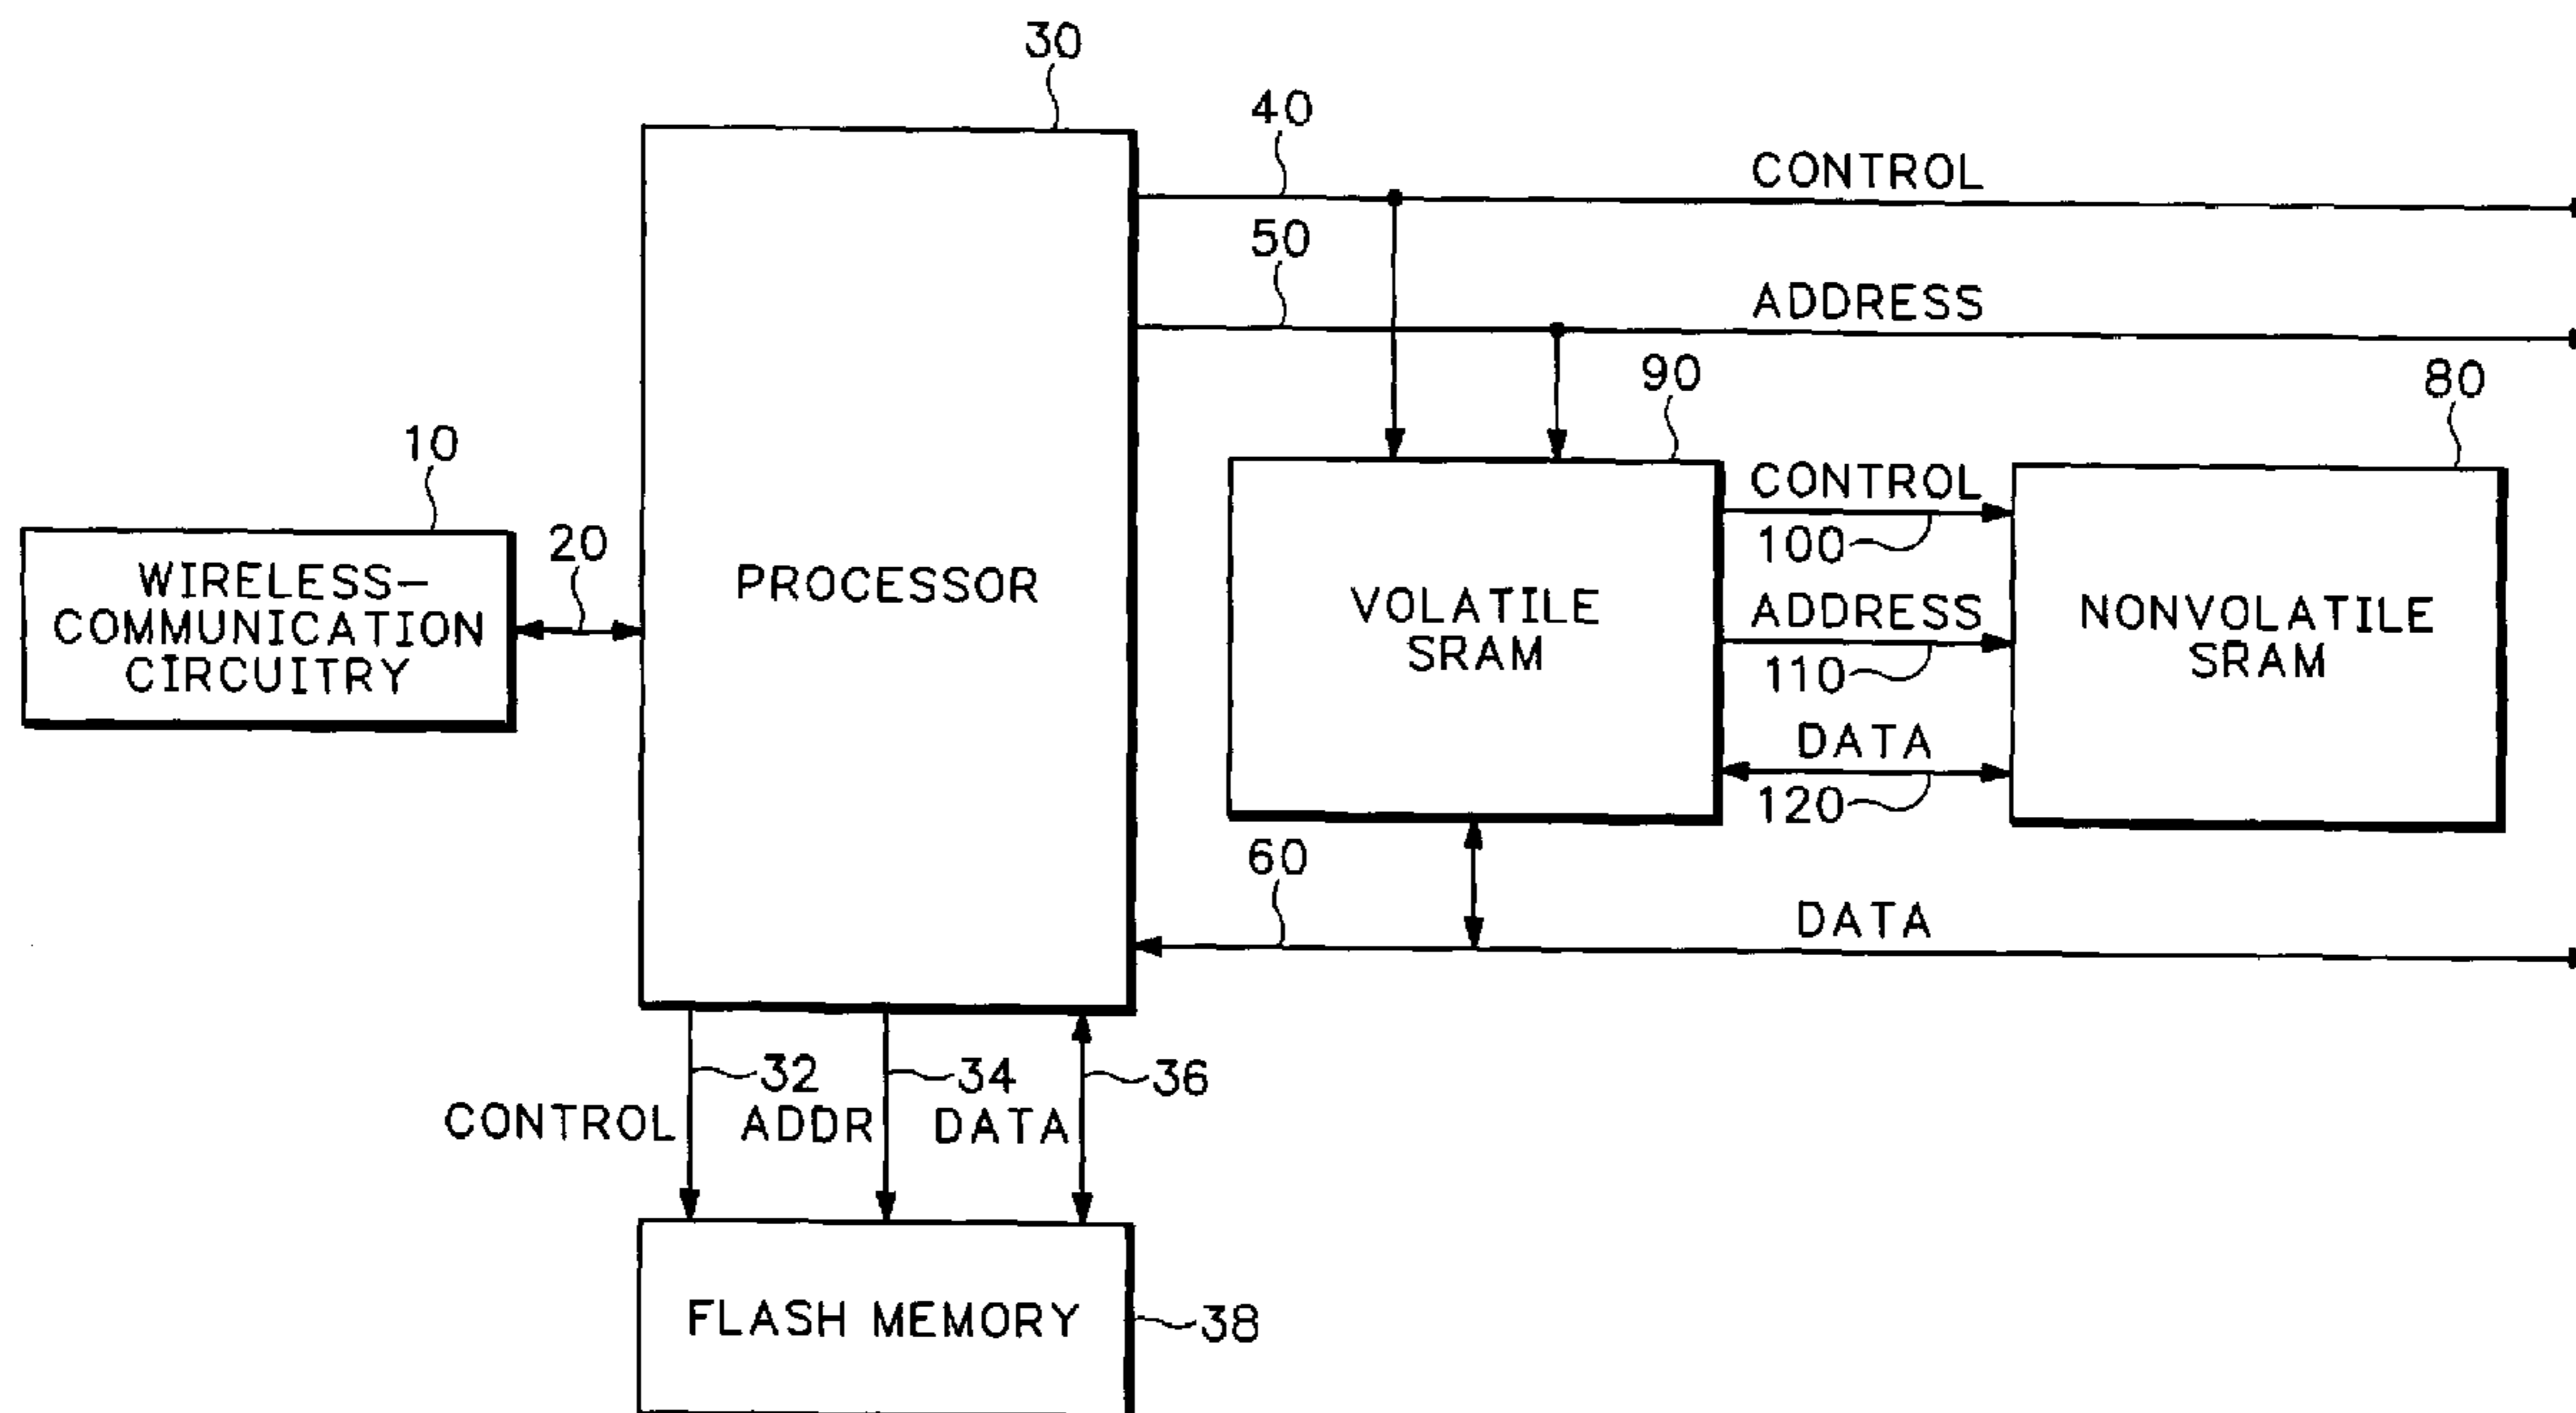 30
40
CONTROL
50
ADDRESS
90
80
10
CONTROL
100
20
WIRELESS-
COMMUNICATION
CIRCUITRY
PROCESSOR
VOLATILE
SRAM
ADDRESS
110
NONVOLATILE
SRAM
DATA
120
60
DATA
32
34
36
CONTROL
ADDR
DATA
FLASH MEMORY
38